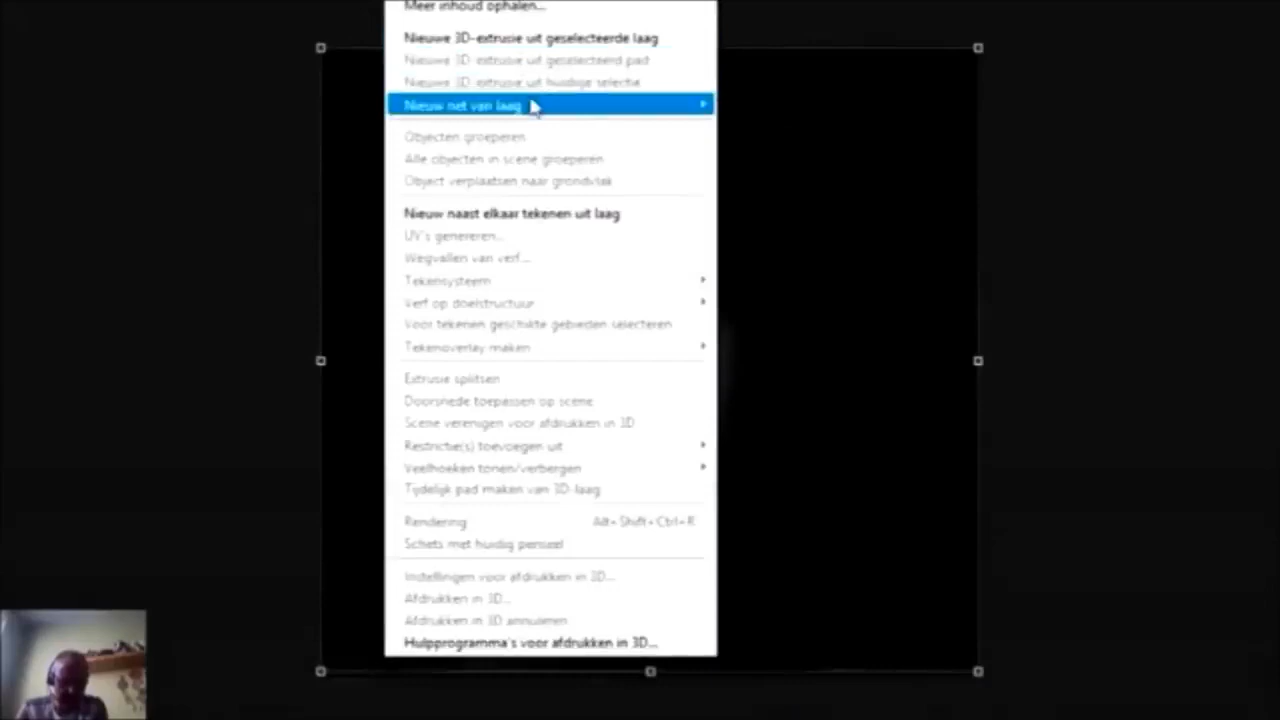 Meer inhoud ophalen...
Nieuwe 3D-extrusie uit geselecteerde laag
Nieuwe 3D-extrusie uit geselecteerd pad
Nieuwe 3D-extrusie uit huidige selectie
Nieuw net van laag
Objecten groeperen
Alle objecten in scene groeperen
Object verplaatsen naar grondvlak
Nieuw naast elkaar tekenen uit laag
UV's genereren...
Wegvallen van verf...
Tekensysteem
Verf op doelstructuur
Voor tekenen geschikte gebieden selecteren
Tekenoverlay maken
Extrusie splitsen
Doorsnede toepassen op scene
Scene verenigen voor afdrukken in 3D
Restrictie(s) toevoegen uit
Veelhoeken tonen/verbergen
Tijdelijk pad maken van 3D-laag
Rendering Alt+Shift+Ctrl+R
Schets met huidig penseel
Instellingen voor afdrukken in 3D...
Afdrukken in 3D...
Afdrukken in 3D annuleren
Hulpprogramma's voor afdrukken in 3D...